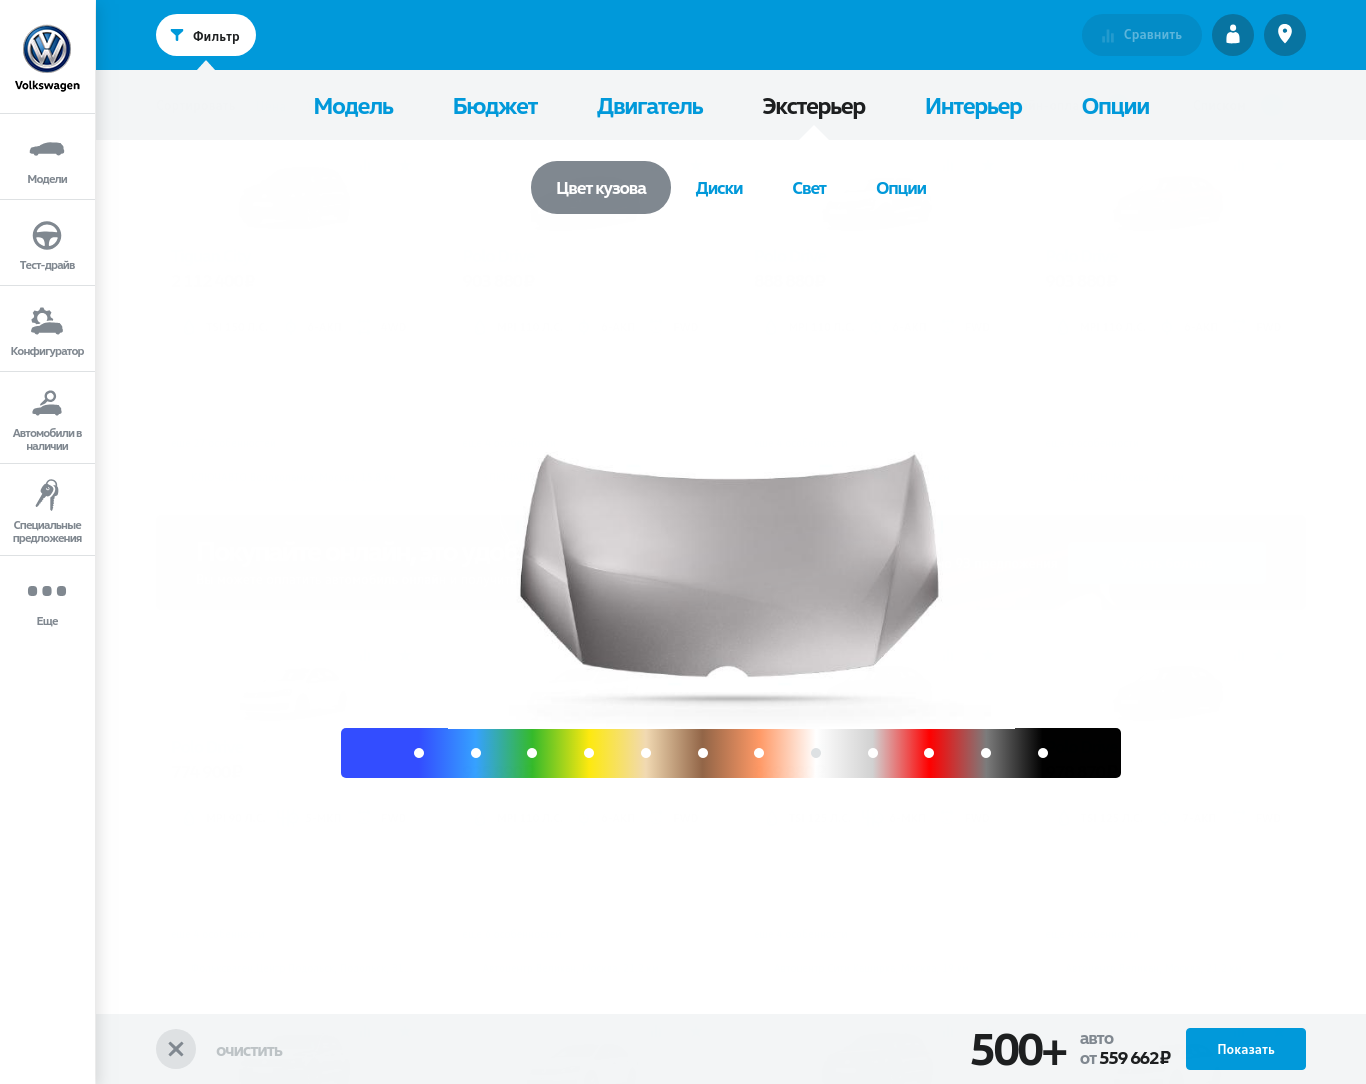 Volkswagen
Модели
Тест-драйв
Конфигуратор
Автомобили в
наличии
Специальные
предложения
Еще
Фильтр
Сравнить
Модель Бюджет Двигатель Экстерьер Интерьер Опции
Цвет кузова Диски Свет Опции
ОЧИСТИТЬ
500+
авто
от 559 662₽
Показать